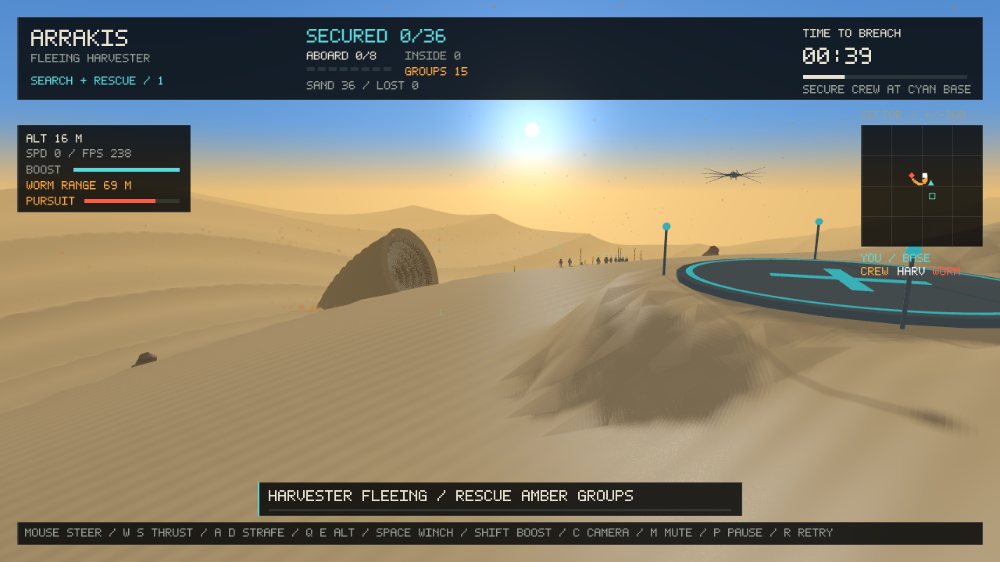 ARRAKIS
FLEEING HARVESTER
SEARCH + RESCUE / 1
SECURED 0/36
ABOARD 0/8 INSIDE 0
GROUPS 15
SAND 36 / LOST 0
TIME TO BREACH
00:39
SECURE CREW AT CYAN BASE
ALT 16 M
SPD 0 / FPS 238
BOOST
WORM RANGE 69 M
PURSUIT
YOU / BASE
CREW HARV WORM
HARVESTER FLEEING / RESCUE AMBER GROUPS
MOUSE STEER / W S THRUST / A D STRAFE / Q E ALT / SPACE WINCH / SHIFT BOOST / C CAMERA / M MUTE / P PAUSE / R RETRY